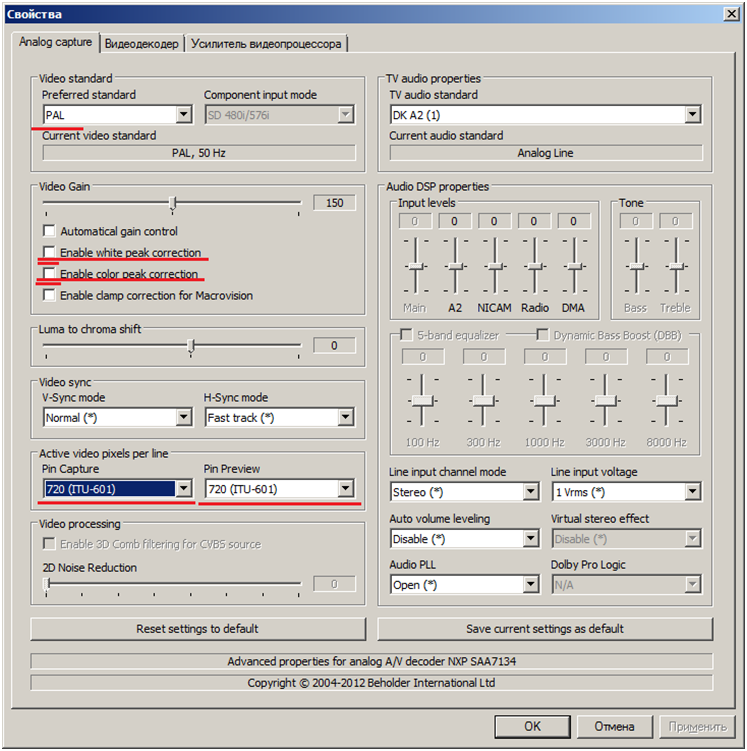 Свойства
Analog capture Видеодекодер Усилитель видеопроцессора
Video standard
Preferred standard Component input mode
PAL SD 480i/576i
Current video standard
PAL, 50 Hz
Video Gain
150
Automatical gain control
Enable white peak correction
Enable color peak correction
Enable clamp correction for Macrovision
Luma to chroma shift
0
Video sync
V-Sync mode H-Sync mode
Normal (*) Fast track (*)
Active video pixels per line
Pin Capture Pin Preview
720 (ITU-601) 720 (ITU-601)
Video processing
Enable 3D Comb filtering for CVBS source
2D Noise Reduction
0
TV audio properties
TV audio standard
DK A2 (1)
Current audio standard
Analog Line
Audio DSP properties
Input levels Tone
0 0 0 0 0 0 0
Main A2 NICAM Radio DMA Bass Treble
5-band equalizer Dynamic Bass Boost (DBB)
0 0 0 0 0
100 Hz 300 Hz 1000 Hz 3000 Hz 8000 Hz
Line input channel mode Line input voltage
Stereo (*) 1 Vrms (*)
Auto volume leveling Virtual stereo effect
Disable (*) Disable (*)
Audio PLL Dolby Pro Logic
Open (*) N/A
Reset settings to default Save current settings as default
Advanced properties for analog A/V decoder NXP SAA7134
Copyright © 2004-2012 Beholder International Ltd
OK Отмена Применить